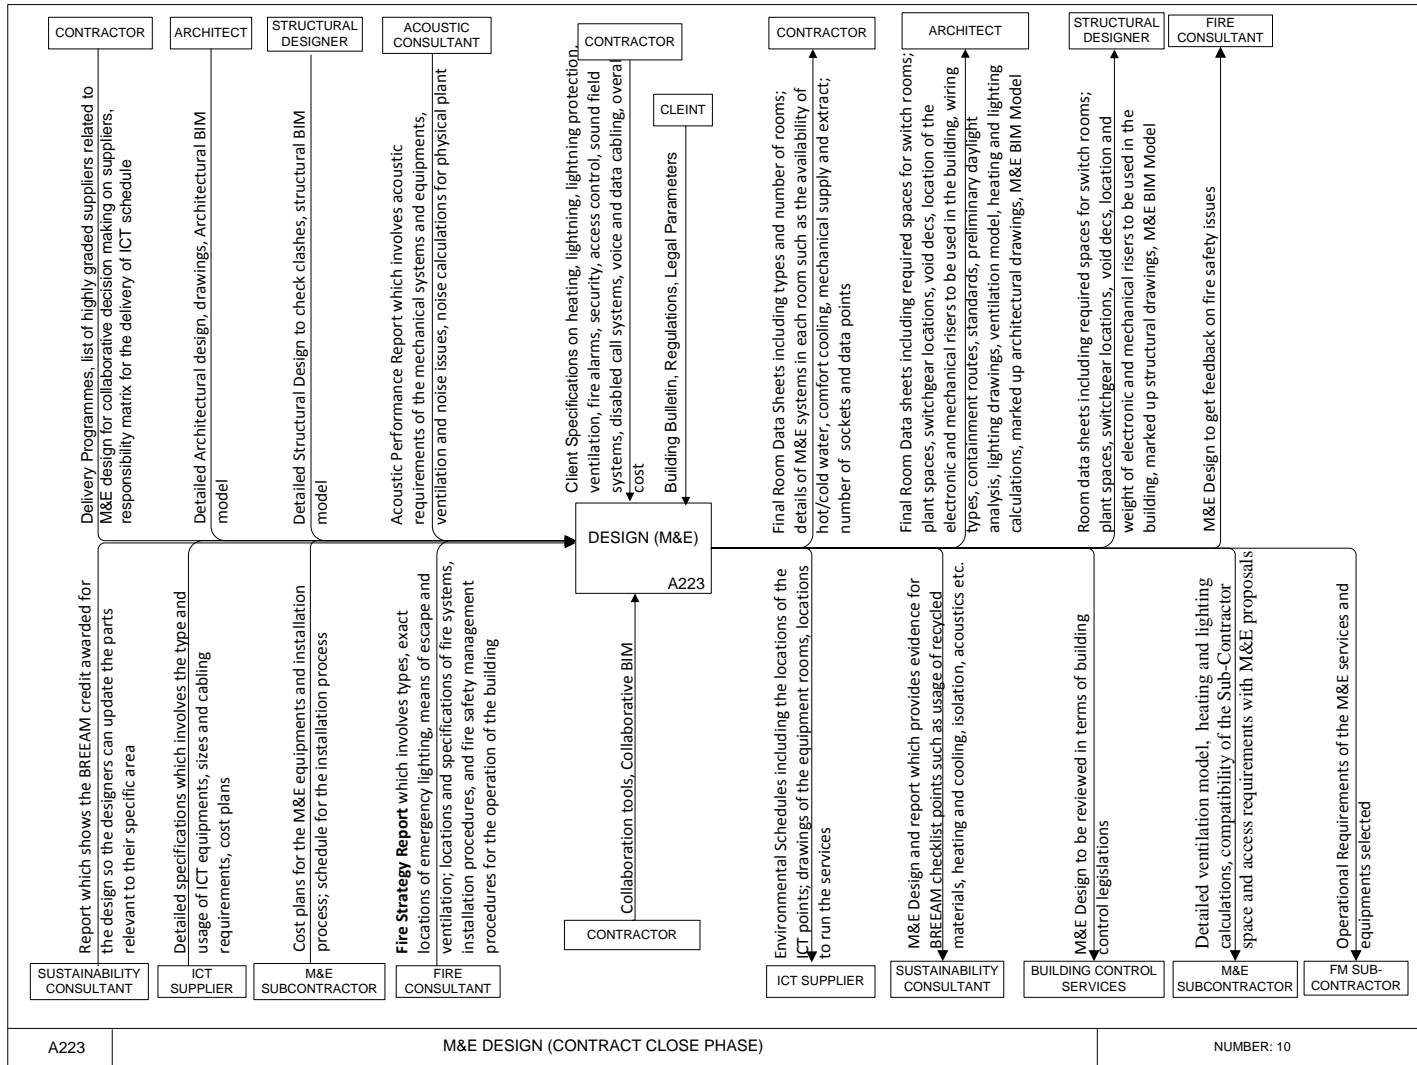 CONTRACTOR
ARCHITECT
STRUCTURAL
DESIGNER
ACOUSTIC
CONSULTANT
CONTRACTOR
CLEINT
CONTRACTOR
ARCHITECT
STRUCTURAL
DESIGNER
FIRE
CONSULTANT
Delivery Programmes, list of highly graded suppliers related to
M&E design for collaborative decision making on suppliers,
responsibility matrix for the delivery of ICT schedule
Detailed Architectural design, drawings, Architectural BIM
model
Detailed Structural Design to check clashes, structural BIM
model
Acoustic Performance Report which involves acoustic
requirements of the mechanical systems and equipments,
ventilation and noise issues, noise calculations for physical plant
Client Specifications on heating, lightning, lightning protection,
ventilation, fire alarms, security, access control, sound field
systems, disabled call systems, voice and data cabling, overal
cost
Building Bulletin, Regulations, Legal Parameters
Final Room Data Sheets including types and number of rooms;
details of M&E systems in each room such as the availability of
hot/cold water, comfort cooling, mechanical supply and extract;
number of sockets and data points
Final Room Data sheets including required spaces for switch rooms;
plant spaces, switchgear locations, void decs, location of the
electronic and mechanical risers to be used in the building, wiring
types, containment routes, standards, preliminary daylight
analysis, lighting drawings, ventilation model, heating and lighting
calculations, marked up architectural drawings, M&E BIM Model
Room data sheets including required spaces for switch rooms;
plant spaces, switchgear locations, void decs, location and
weight of electronic and mechanical risers to be used in the
building, marked up structural drawings, M&E BIM Model
M&E Design to get feedback on fire safety issues
DESIGN (M&E)
A223
Report which shows the BREEAM credit awarded for
the design so the designers can update the parts
relevant to their specific area
Detailed specifications which involves the type and
usage of ICT equipments, sizes and cabling
requirements, cost plans
Cost plans for the M&E equipments and installation
process; schedule for the installation process
Fire Strategy Report which involves types, exact
locations of emergency lighting, means of escape and
ventilation; locations and specifications of fire systems,
installation procedures, and fire safety management
procedures for the operation of the building
Collaboration tools, Collaborative BIM
Environmental Schedules including the locations of the
ICT points; drawings of the equipment rooms, locations
to run the services
M&E Design and report which provides evidence for
BREEAM checklist points such as usage of recycled
materials, heating and cooling, isolation, acoustics etc.
M&E Design to be reviewed in terms of building
control legislations
Detailed ventilation model, heating and lighting
calculations, compatibility of the Sub-Contractor
space and access requirements with M&E proposals
Operational Requirements of the M&E services and
equipments selected
SUSTAINABILITY
CONSULTANT
ICT
SUPPLIER
M&E
SUBCONTRACTOR
FIRE
CONSULTANT
CONTRACTOR
ICT SUPPLIER
SUSTAINABILITY
CONSULTANT
BUILDING CONTROL
SERVICES
M&E
SUBCONTRACTOR
FM SUB-
CONTRACTOR
A223
M&E DESIGN (CONTRACT CLOSE PHASE)
NUMBER: 10